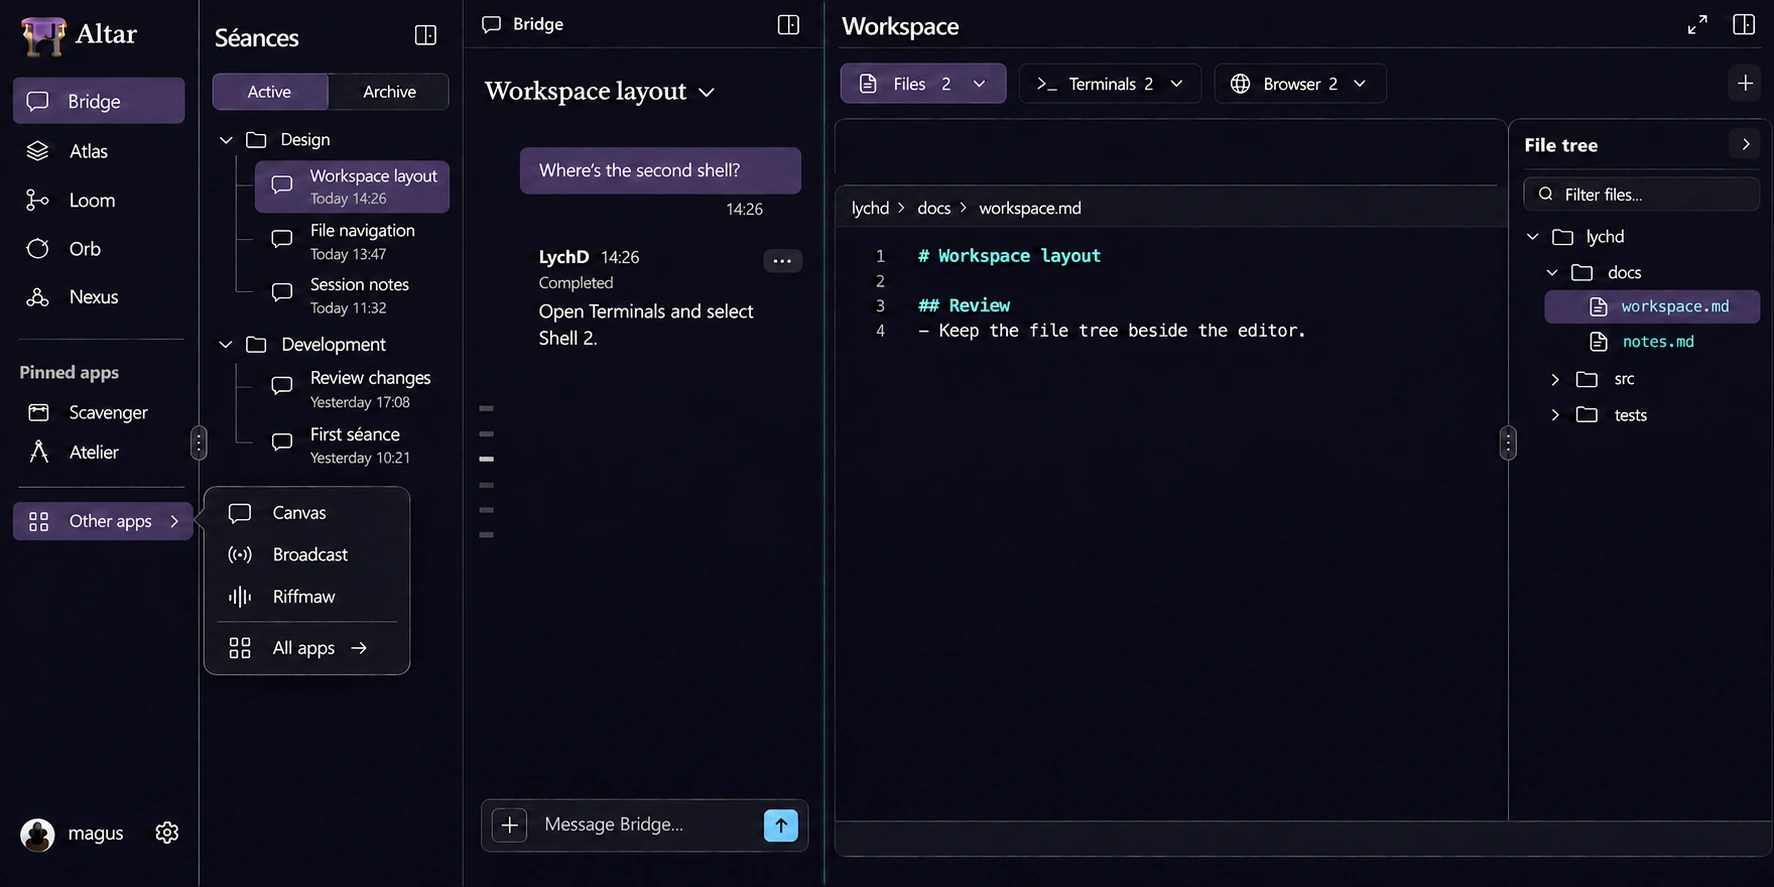 Altar
Bridge
Atlas
Loom
Orb
Nexus
Pinned apps
Scavenger
Atelier
Other apps
magus
Séances
Active
Archive
Design
Workspace layout
Today 14:26
File navigation
Today 13:47
Session notes
Today 11:32
Development
Review changes
Yesterday 17:08
First séance
Yesterday 10:21
Canvas
Broadcast
Riffmaw
All apps →
Bridge
Workspace layout
Where’s the second shell?
14:26
LychD 14:26
Completed
Open Terminals and select
Shell 2.
Message Bridge...
Workspace
Files 2
>_ Terminals 2
Browser 2
lychd > docs > workspace.md
1 # Workspace layout
2
3 ## Review
4 - Keep the file tree beside the editor.
File tree
Filter files...
lychd
docs
workspace.md
notes.md
src
tests